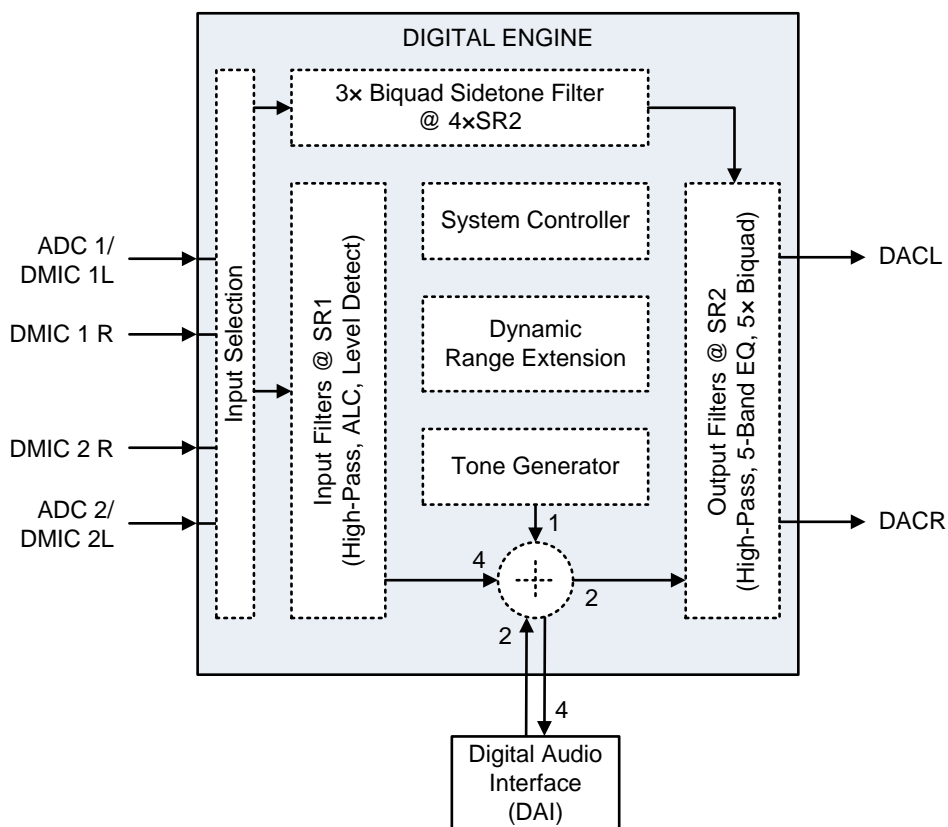 DIGITAL ENGINE
3× Biquad Sidetone Filter
@ 4×SR2
System Controller
Dynamic
Range Extension
Tone Generator
ADC 1/
DMIC 1L
DMIC 1 R
DMIC 2 R
ADC 2/
DMIC 2L
Input Selection
Input Filters @ SR1
(High-Pass, ALC, Level Detect)
Output Filters @ SR2
(High-Pass, 5-Band EQ, 5× Biquad)
DACL
DACR
1
4
2
2
4
Digital Audio
Interface
(DAI)